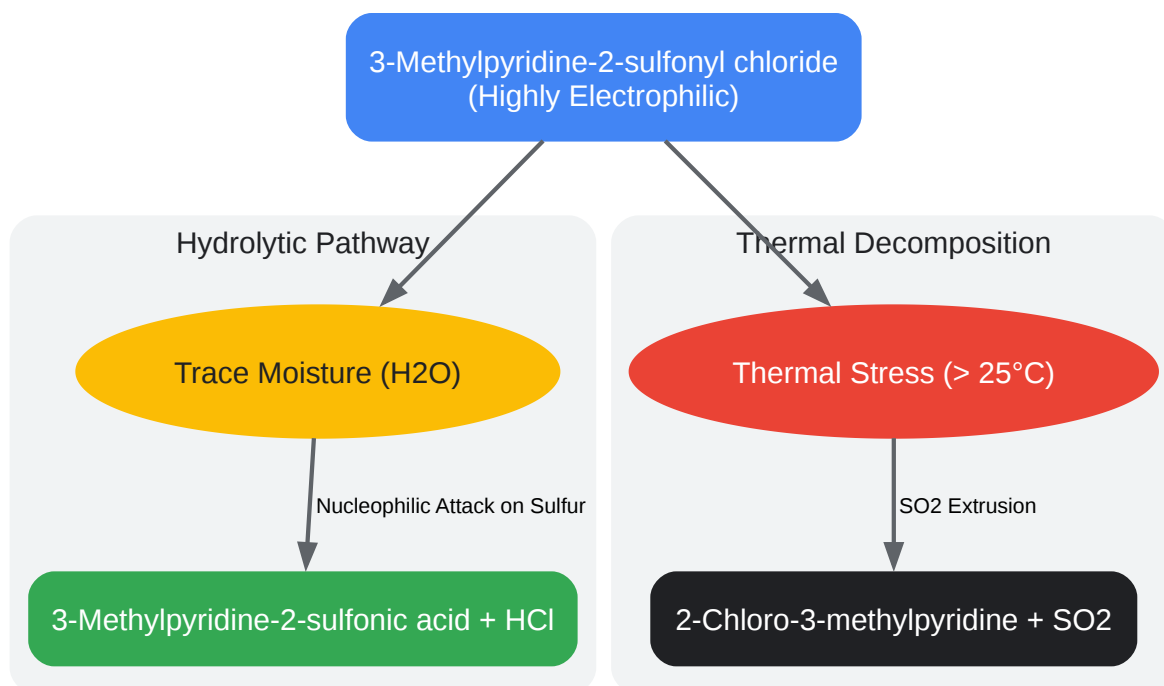 3-Methylpyridine-2-sulfonyl chloride
(Highly Electrophilic)
Hydrolytic Pathway
Thermal Decomposition
Trace Moisture (H2O)
Thermal Stress (> 25°C)
Nucleophilic Attack on Sulfur
SO2 Extrusion
3-Methylpyridine-2-sulfonic acid + HCl
2-Chloro-3-methylpyridine + SO2